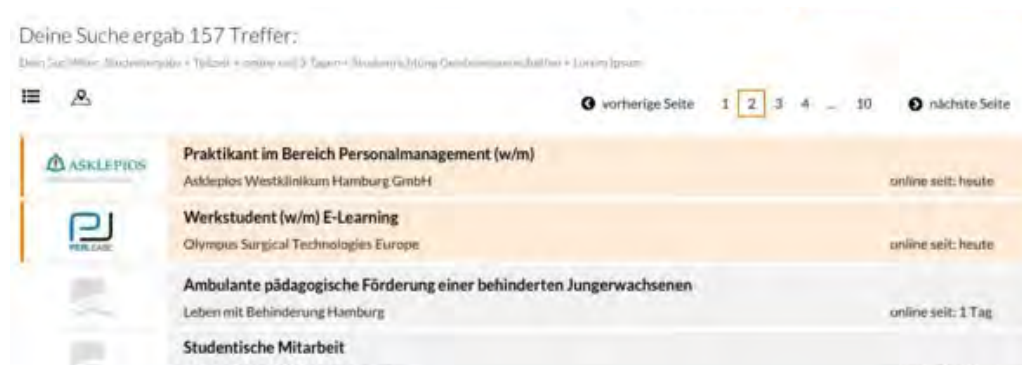 Deine Suche ergab 157 Treffer:
vorherige Seite 1 2 3 4 ... 10 nächste Seite
ASKLEPIOS
Praktikant im Bereich Personalmanagement (w/m)
Asklepios Westklinikum Hamburg GmbH
online seit: heute
Werkstudent (w/m) E-Learning
Olympus Surgical Technologies Europe
online seit: heute
Ambulante pädagogische Förderung einer behinderten Jungerwachsenen
Leben mit Behinderung Hamburg
online seit: 1 Tag
Studentische Mitarbeit